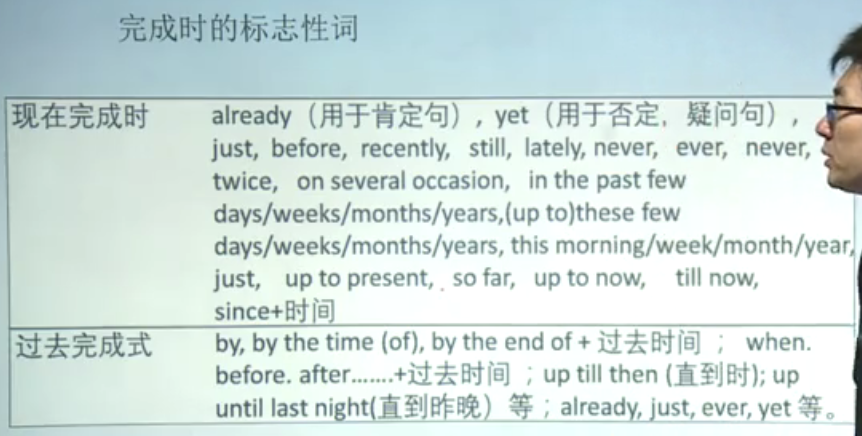 完成时的标志性词
现在完成时 already（用于肯定句）, yet（用于否定，疑问句），
just, before, recently, still, lately, never, ever, never,
twice, on several occasion, in the past few
days/weeks/months/years,(up to)these few
days/weeks/months/years, this morning/week/month/year,
just, up to present, so far, up to now, till now,
since+时间
过去完成式 by, by the time (of), by the end of + 过去时间 ； when.
before. after.......+过去时间 ；up till then (直到时); up
until last night(直到昨晚）等；already, just, ever, yet 等。